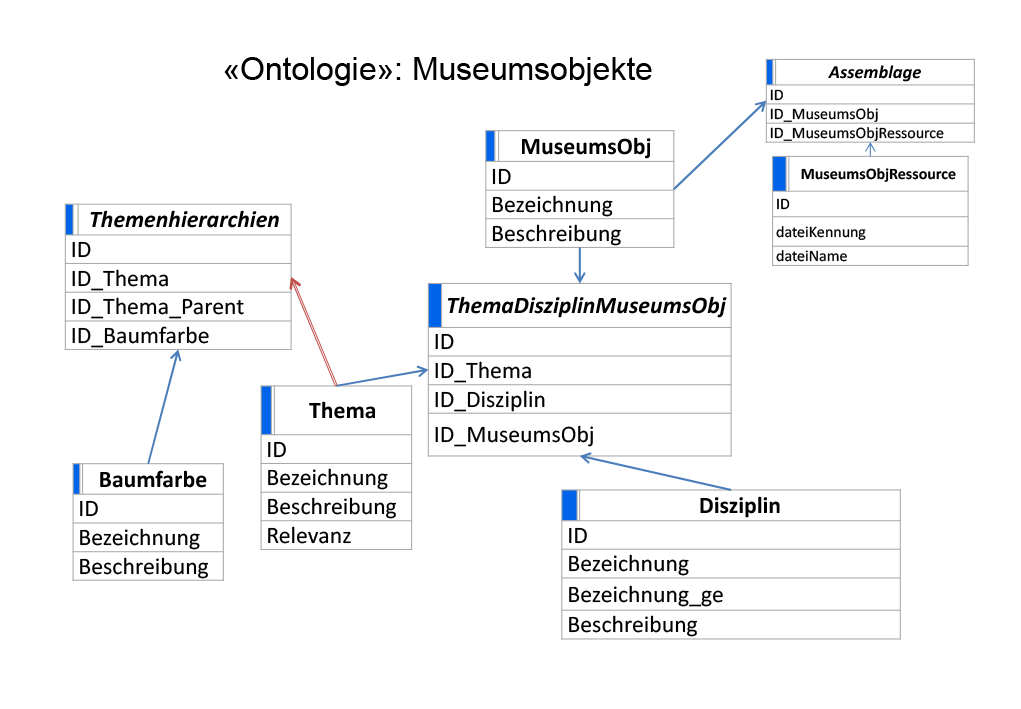 «Ontologie»: Museumsobjekte
Assemblage
ID
ID_MuseumsObj
ID_MuseumsObjRessource
MuseumsObjRessource
ID
dateiKennung
dateiName
MuseumsObj
ID
Bezeichnung
Beschreibung
Themenhierarchien
ID
ID_Thema
ID_Thema_Parent
ID_Baumfarbe
ThemaDisziplinMuseumsObj
ID
ID_Thema
ID_Disziplin
ID_MuseumsObj
Thema
ID
Bezeichnung
Beschreibung
Relevanz
Baumfarbe
ID
Bezeichnung
Beschreibung
Disziplin
ID
Bezeichnung
Bezeichnung_ge
Beschreibung